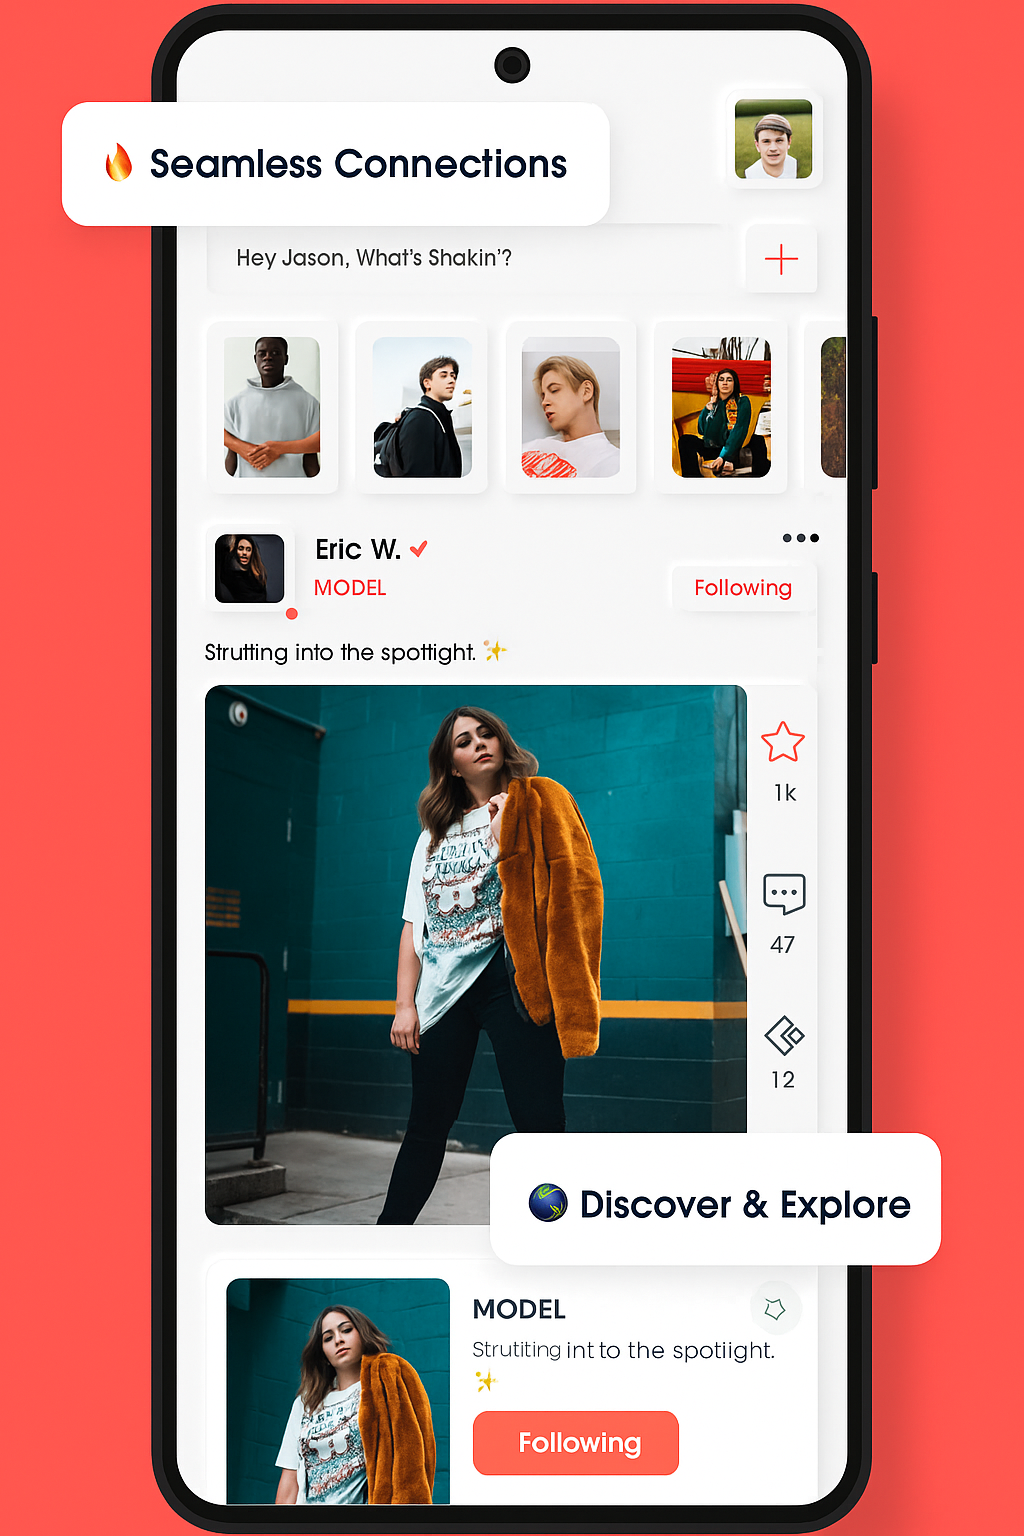 🔥 Seamless Connections
Hey Jason, What's Shakin'?
Eric W.
MODEL
Following
Strutting into the spottight. ✨
1k
47
12
🌏 Discover & Explore
MODEL
Strutiting int to the spotiight.
✨
Following